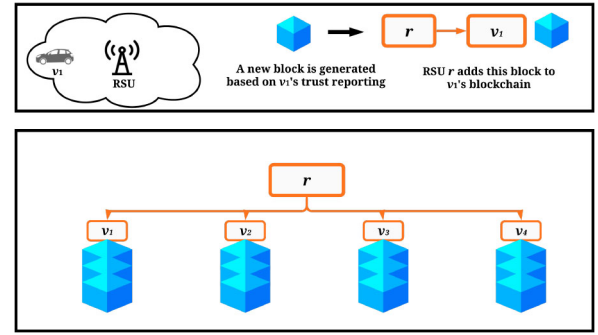 v₁
RSU
r
v₁
A new block is generated
based on v₁'s trust reporting
RSU r adds this block to
v₁'s blockchain
r
v₁
v₂
v₃
v₄